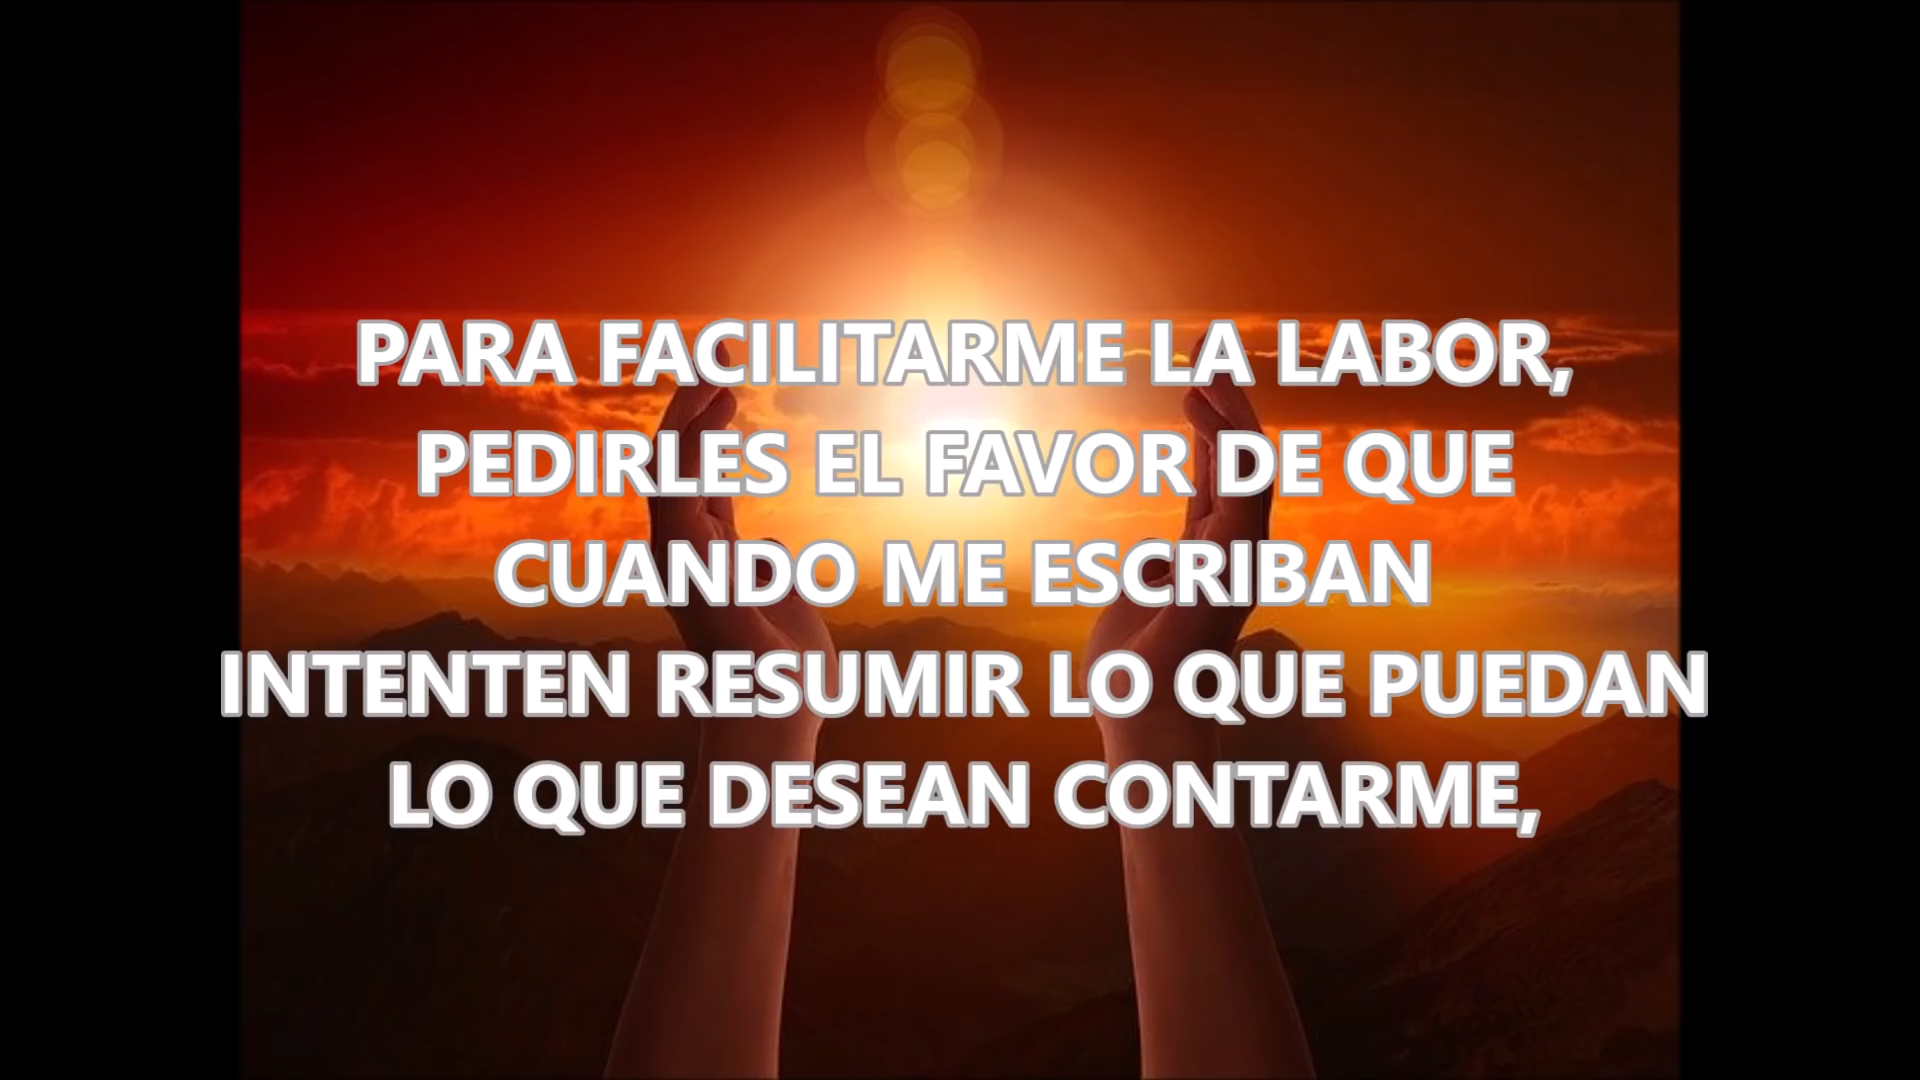 PARA FACILITARME LA LABOR,
PEDIRLES EL FAVOR DE QUE
CUANDO ME ESCRIBAN
INTENTEN RESUMIR LO QUE PUEDAN
LO QUE DESEAN CONTARME,